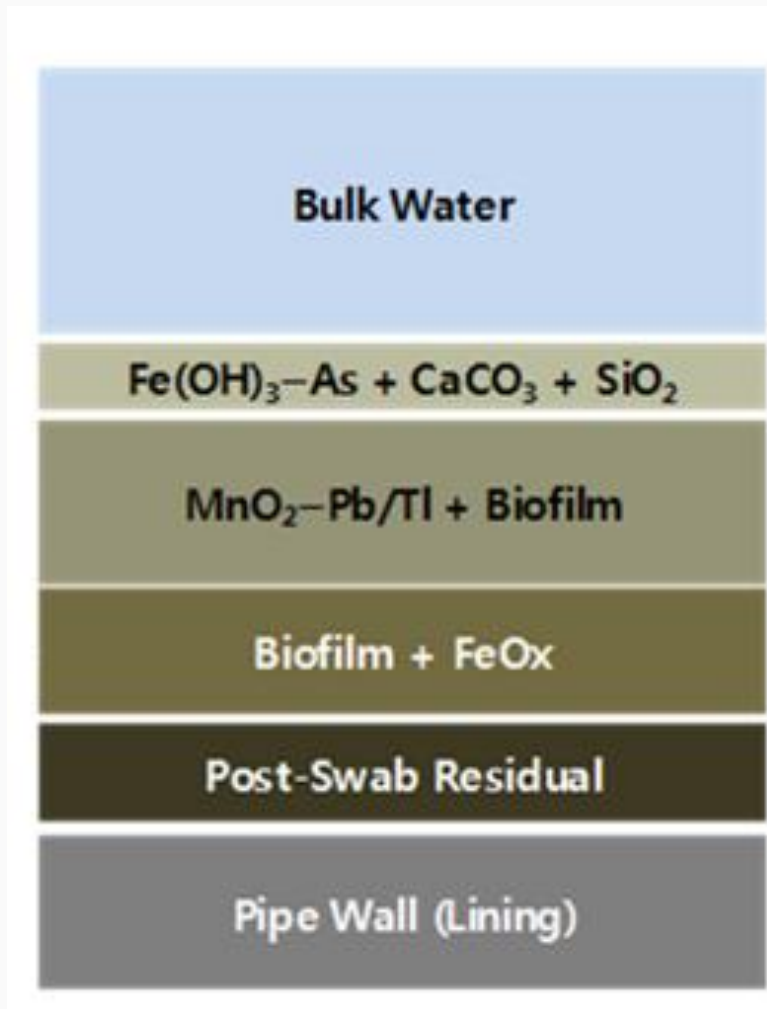 Bulk Water
Fe(OH)₃–As + CaCO₃ + SiO₂
MnO₂–Pb/Tl + Biofilm
Biofilm + FeOx
Post-Swab Residual
Pipe Wall (Lining)